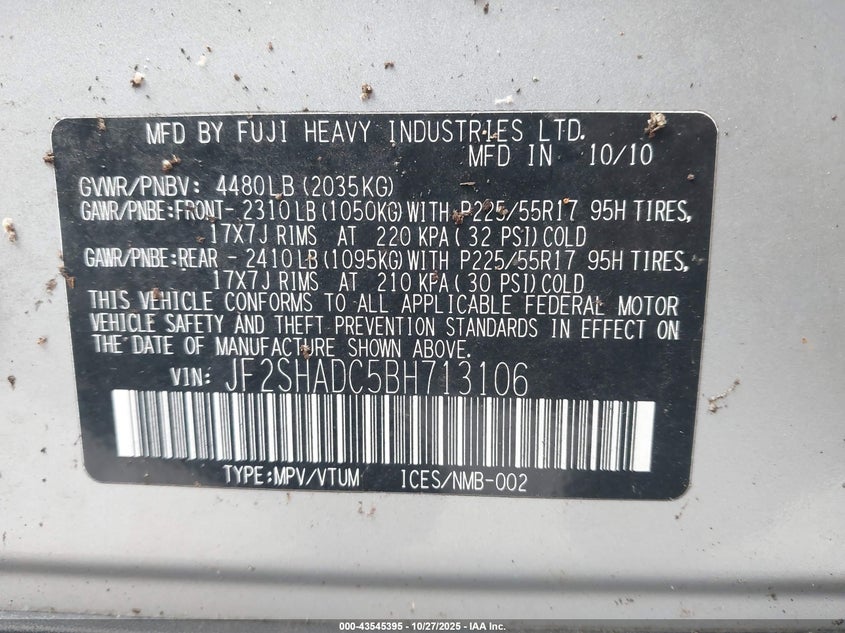 MFD BY FUJI HEAVY INDUSTRIES LTD.
MFD IN 10/10
GVWR/PNBV: 4480LB(2035KG)
GAWR/PNBE:FRONT- 2310LB(1050KG)WITH P225/55R17 95H TIRES,
17X7J RIMS AT 220 KPA( 32 PSI)COLD
GAWR/PNBE:REAR - 2410LB(1095KG)WITH P225/55R17 95H TIRES,
17X7J RIMS AT 210 KPA( 30 PSI)COLD
THIS VEHICLE CONFORMS TO ALL APPLICABLE FEDERAL MOTOR
VEHICLE SAFETY AND THEFT PREVENTION STANDARDS IN EFFECT ON
THE DATE OF MANUFACTURE SHOWN ABOVE.
VIN: JF2SHADC5BH713106
TYPE:MPV/VTUM ICES/NMB-002
000-43545395 - 10/27/2025 - IAA Inc.